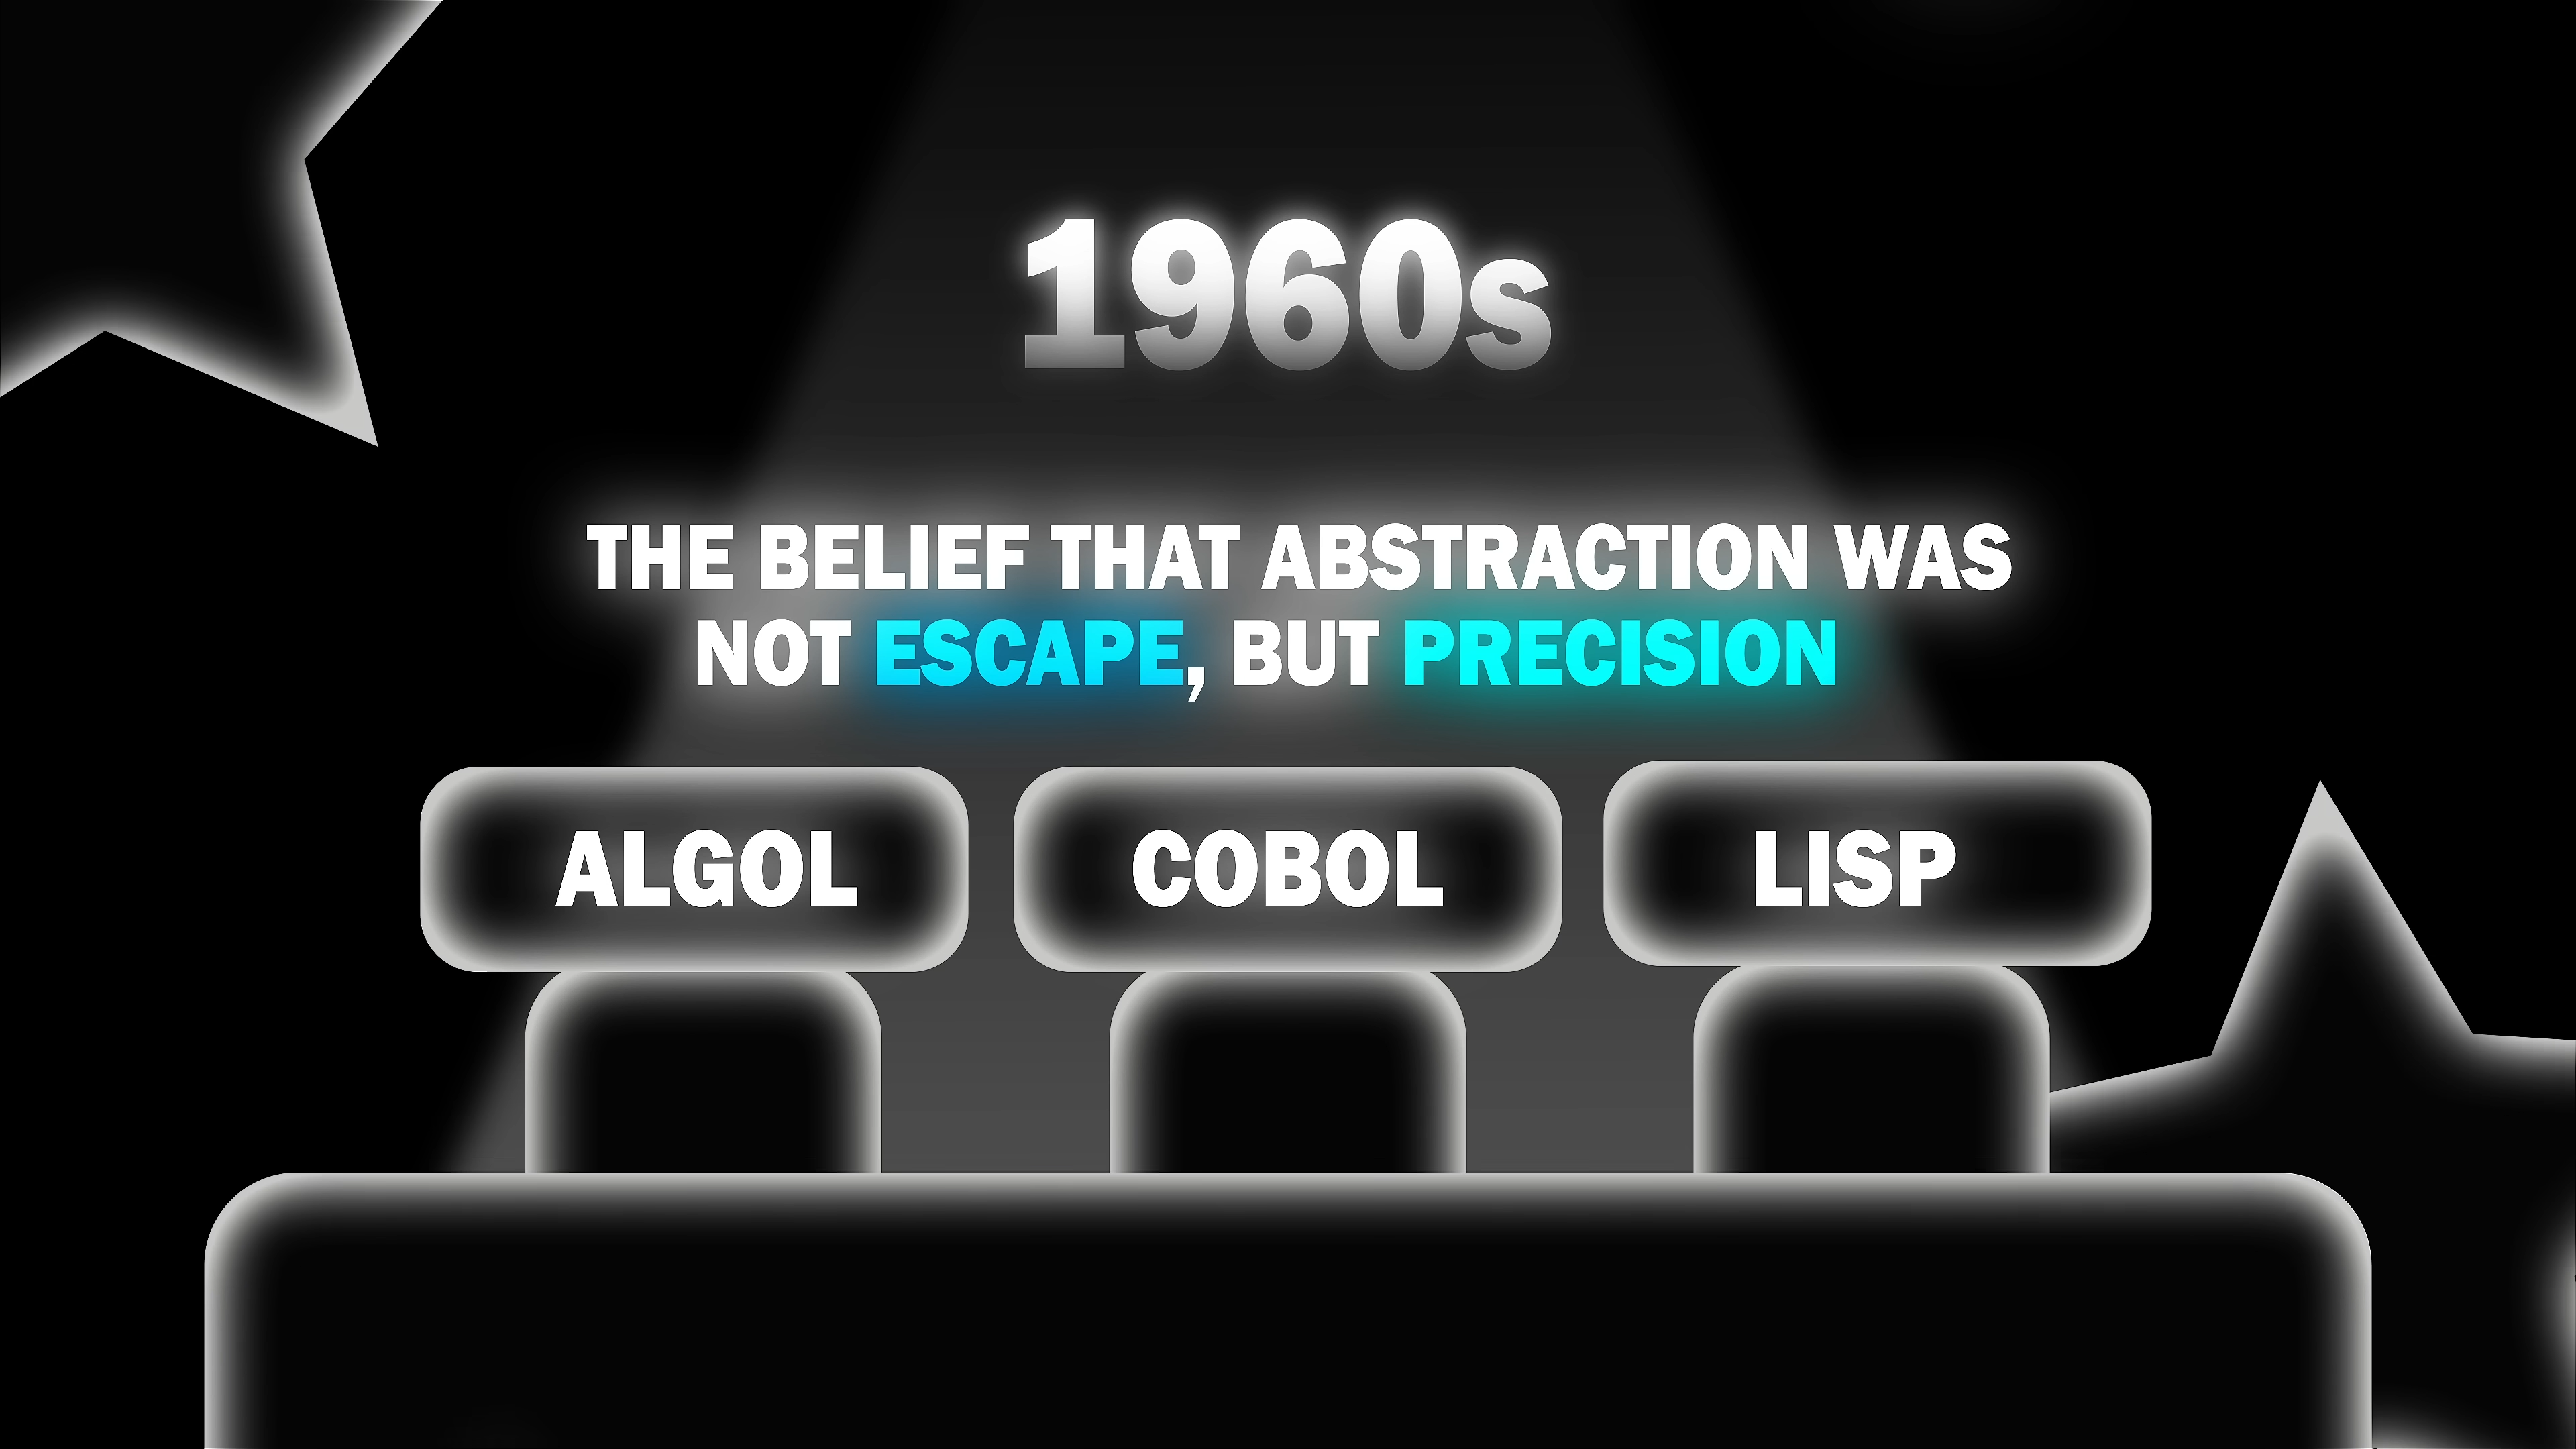 1960s
THE BELIEF THAT ABSTRACTION WAS
NOT ESCAPE, BUT PRECISION
ALGOL COBOL LISP